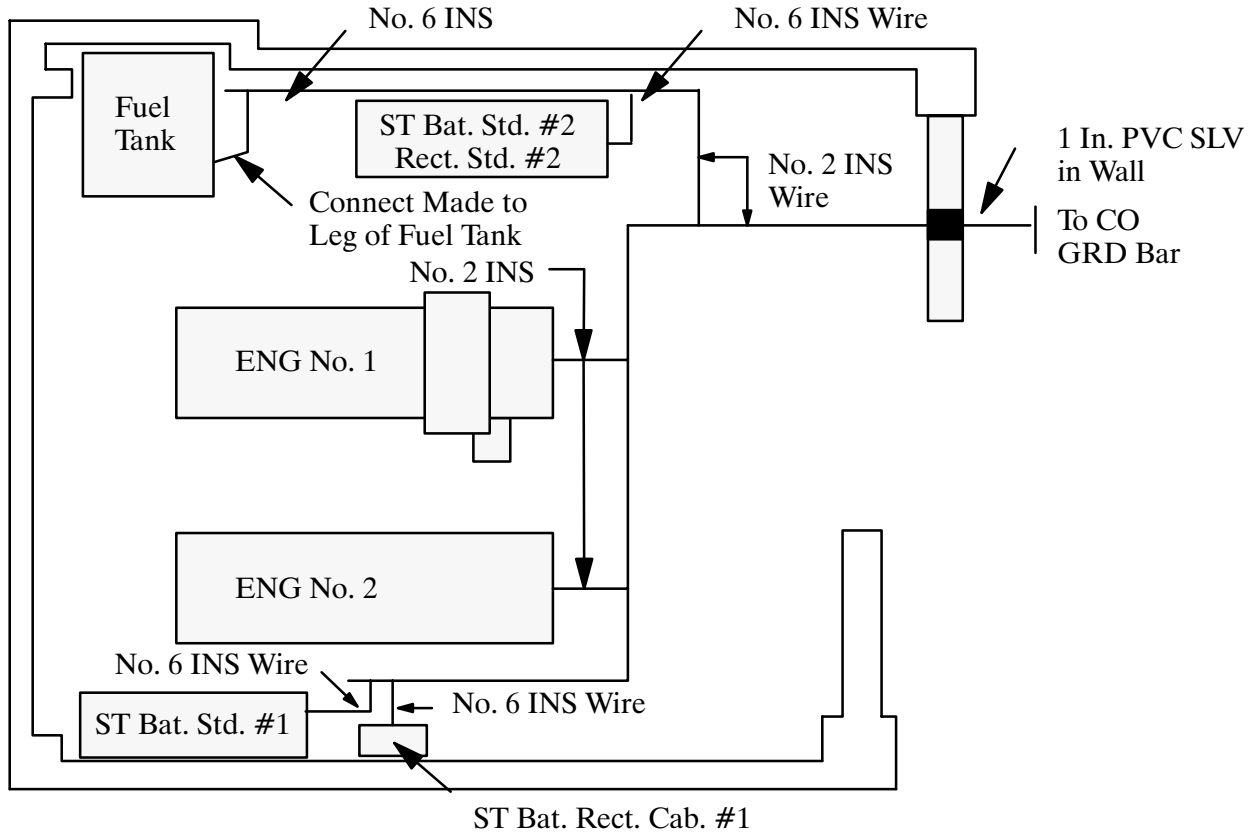 No. 6 INS
No. 6 INS Wire
Fuel
Tank
ST Bat. Std. #2
Rect. Std. #2
1 In. PVC SLV
in Wall
No. 2 INS
Wire
Connect Made to
Leg of Fuel Tank
To CO
GRD Bar
No. 2 INS
ENG No. 1
ENG No. 2
No. 6 INS Wire
No. 6 INS Wire
ST Bat. Std. #1
ST Bat. Rect. Cab. #1